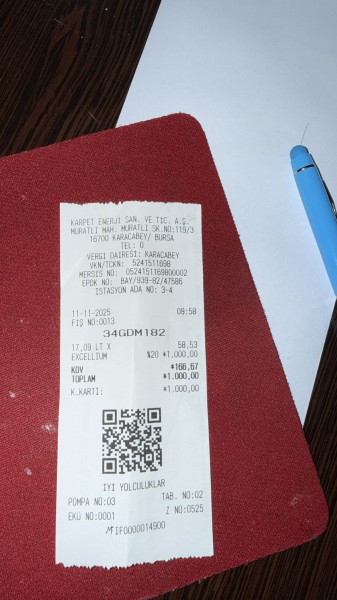 KARPET ENERJİ SAN. VE TİC. A.Ş.
MURATLI MAH. MURATLI SK.NO:119/3
16700 KARACABEY/ BURSA
TEL: 0
VERGİ DAİRESİ: KARACABEY
VKN/TCKN: 5241511698
MERSIS NO: 0524151169800002
EPDK NO: BAY/939-82/47586
İSTASYON ADA NO: 3-4
11-11-2025 09:58
FİŞ NO:0013
34GDM182
17,09 LT X 58,53
EXCELLIUM %20 *1.000,00
KDV *166,67
TOPLAM *1.000,00
K.KARTI: *1.000,00
İYİ YOLCULUKLAR
POMPA NO:03 TAB. NO:02
EKÜ NO:0001 Z NO:0525
MF IF0000014900